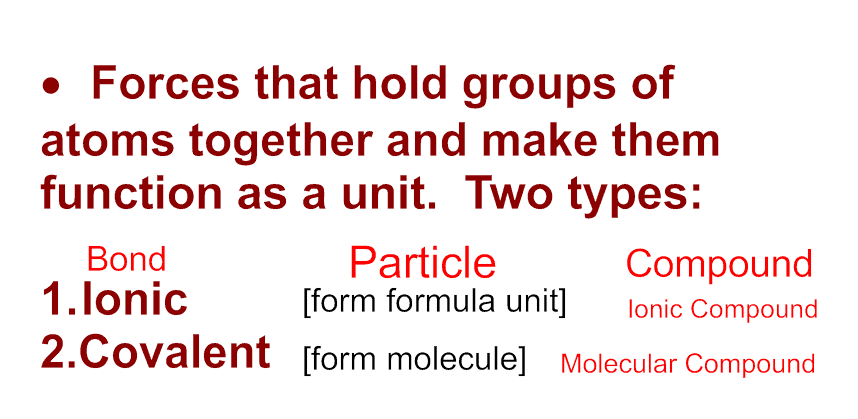 • Forces that hold groups of
atoms together and make them
function as a unit.  Two types:
Bond Particle Compound
1.Ionic [form formula unit] Ionic Compound
2.Covalent [form molecule] Molecular Compound